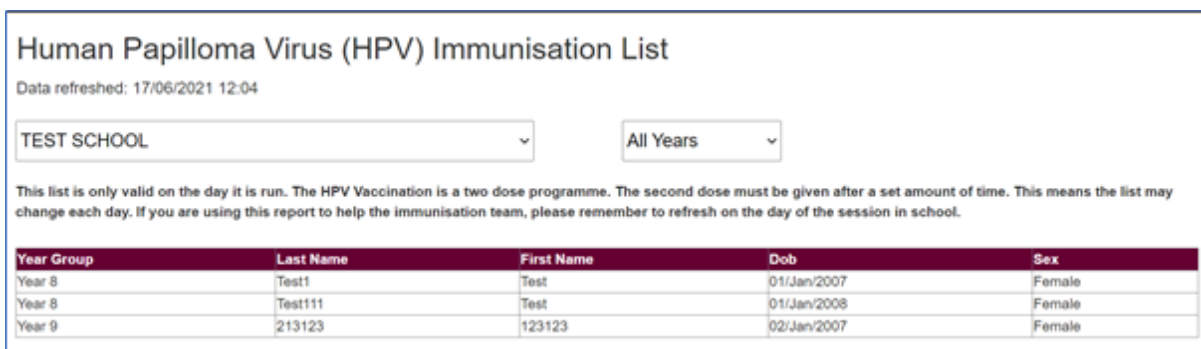 Human Papilloma Virus (HPV) Immunisation List
Data refreshed: 17/06/2021 12:04
TEST SCHOOL All Years
This list is only valid on the day it is run. The HPV Vaccination is a two dose programme. The second dose must be given after a set amount of time. This means the list may
change each day. If you are using this report to help the immunisation team, please remember to refresh on the day of the session in school.
Year Group Last Name First Name Dob Sex
Year 8 Test1 Test 01/Jan/2007 Female
Year 8 Test111 Test 01/Jan/2008 Female
Year 9 213123 123123 02/Jan/2007 Female